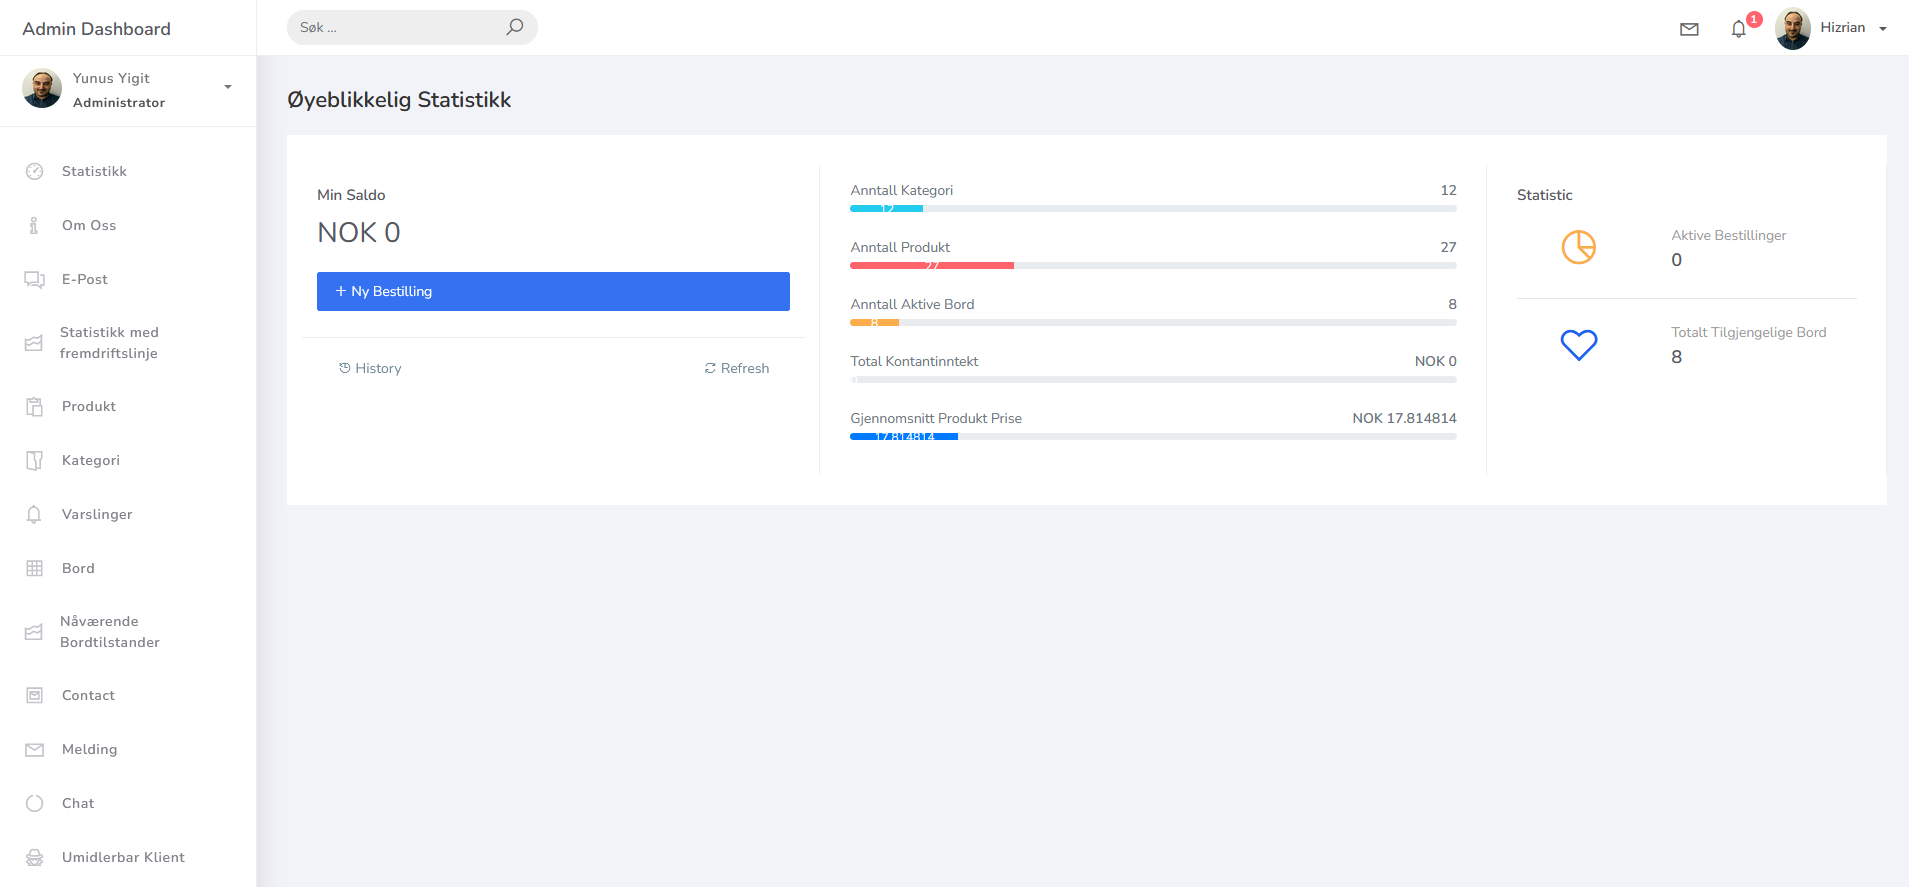 Admin Dashboard
Søk ...
1
Hizrian
Yunus Yigit
Administrator
Statistikk
Om Oss
E-Post
Statistikk med
fremdriftslinje
Produkt
Kategori
Varslinger
Bord
Nåværende
Bordtilstander
Contact
Melding
Chat
Umidlerbar Klient
Øyeblikkelig Statistikk
Min Saldo
NOK 0
+ Ny Bestilling
History
Refresh
Anntall Kategori 12
12
Anntall Produkt 27
27
Anntall Aktive Bord 8
8
Total Kontantinntekt NOK 0
Gjennomsnitt Produkt Prise NOK 17.814814
17.814814
Statistic
Aktive Bestillinger
0
Totalt Tilgjengelige Bord
8